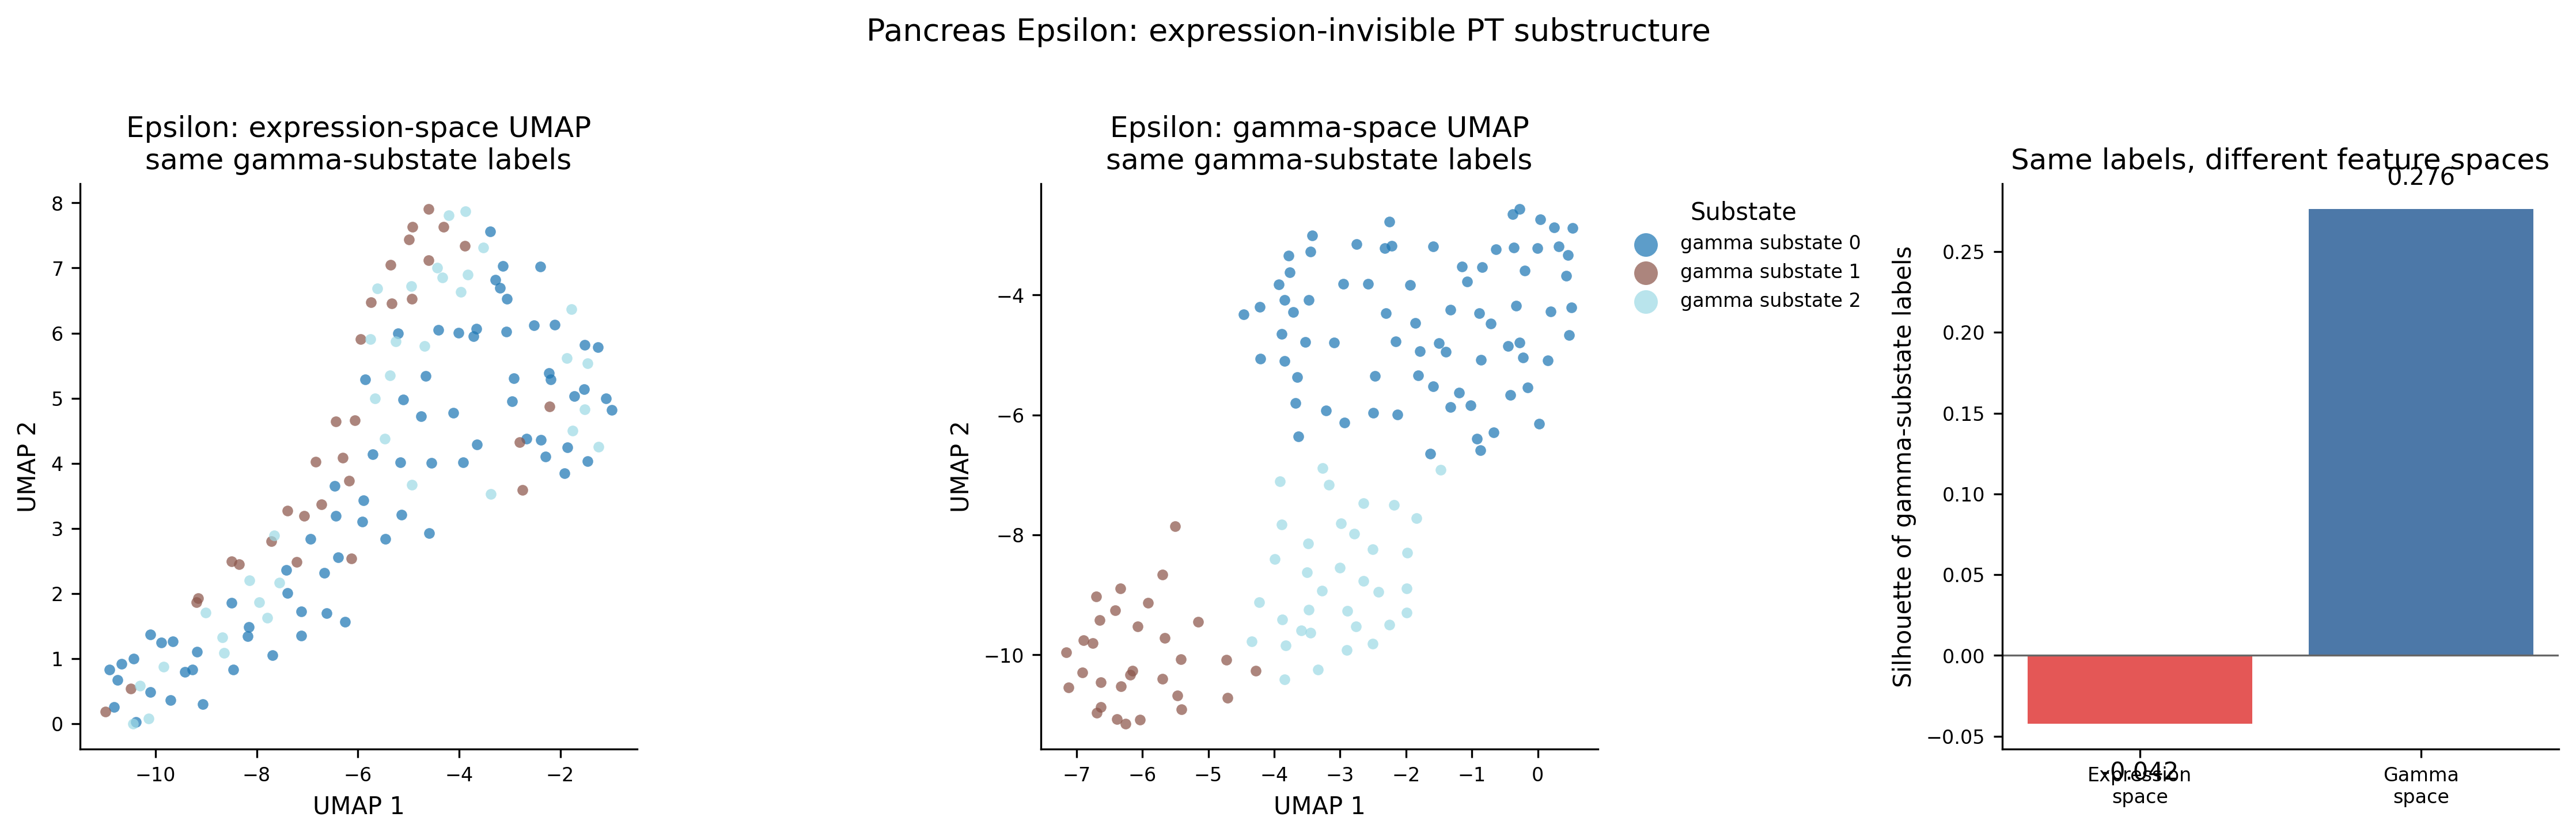 Pancreas Epsilon: expression-invisible PT substructure
Epsilon: expression-space UMAP
same gamma-substate labels
8
7
6
5
4
3
2
1
0
UMAP 2
−10
−8
−6
−4
−2
UMAP 1
Epsilon: gamma-space UMAP
same gamma-substate labels
−4
−6
−8
−10
UMAP 2
−7
−6
−5
−4
−3
−2
−1
0
UMAP 1
Substate
gamma substate 0
gamma substate 1
gamma substate 2
Same labels, different feature spaces
0.276
0.25
0.20
0.15
0.10
0.05
0.00
−0.05
Silhouette of gamma-substate labels
-0.042
Expression
space
Gamma
space